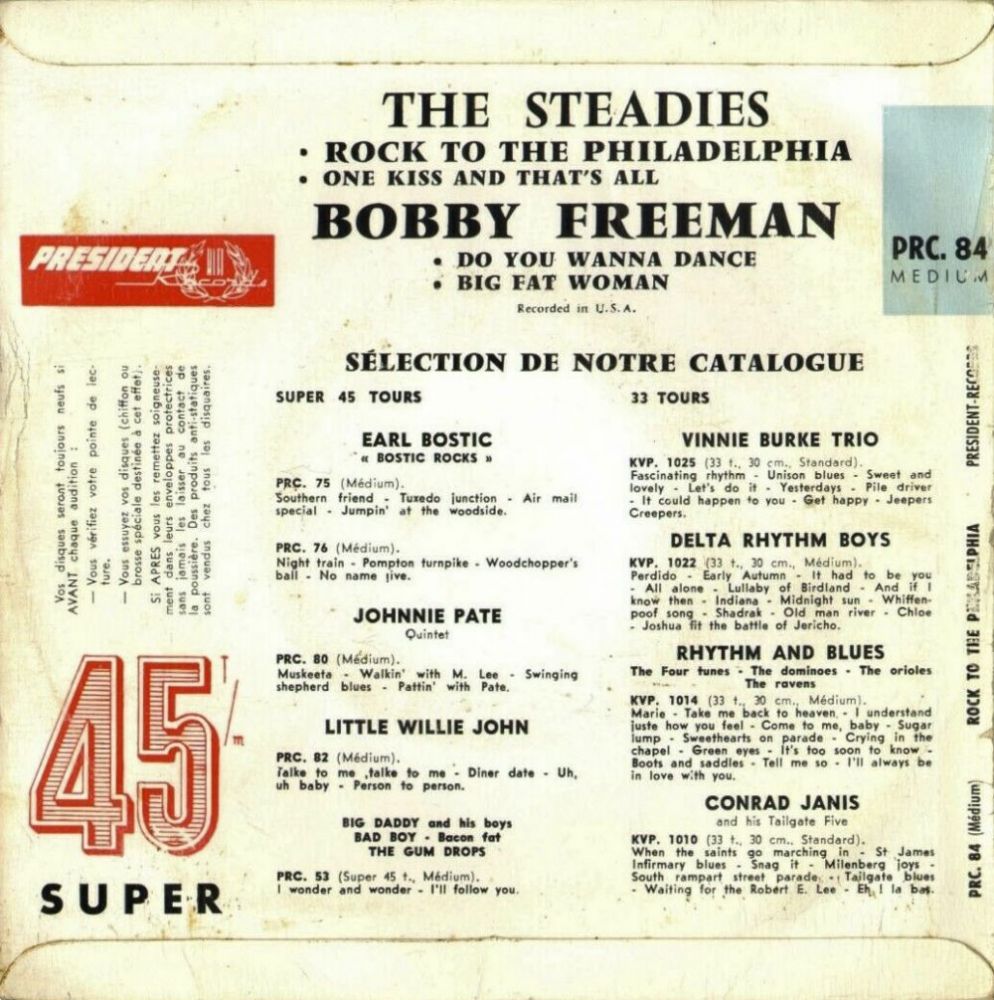 THE STEADIES
• ROCK TO THE PHILADELPHIA
• ONE KISS AND THAT'S ALL
BOBBY FREEMAN
• DO YOU WANNA DANCE
• BIG FAT WOMAN
Recorded in U.S.A.
PRC. 84
MEDIUM
PRESIDENT
Records
SÉLECTION DE NOTRE CATALOGUE
SUPER 45 TOURS
EARL BOSTIC
« BOSTIC ROCKS »
PRC. 75 (Médium).
Southern friend - Tuxedo junction - Air mail
special - Jumpin' at the woodside.
PRC. 76 (Médium).
Night train - Pompton turnpike - Woodchopper's
ball - No name jive.
JOHNNIE PATE
Quintet
PRC. 80 (Médium).
Muskeeta - Walkin' with M. Lee - Swinging
shepherd blues - Pattin' with Pate.
LITTLE WILLIE JOHN
PRC. 82 (Médium).
Talke to me ,talke to me - Diner date - Uh,
uh baby - Person to person.
BIG DADDY and his boys
BAD BOY - Bacon fat
THE GUM DROPS
PRC. 53 (Super 45 t., Médium).
I wonder and wonder - I'll follow you.
33 TOURS
VINNIE BURKE TRIO
KVP. 1025 (33 t., 30 cm., Standard).
Fascinating rhythm - Unison blues - Sweet and
lovely - Let's do it - Yesterdays - Pile driver
- It could happen to you - Get happy - Jeepers
Creepers.
DELTA RHYTHM BOYS
KVP. 1022 (33 t., 30 cm., Médium).
Perdido - Early Autumn - It had to be you
- All alone - Lullaby of Birdland - And if I
know then - Indiana - Midnight sun - Whiffen-
poof song - Shadrak - Old man river - Chloe
- Joshua fit the battle of Jericho.
RHYTHM AND BLUES
The Four tunes - The dominoes - The orioles
The ravens
KVP. 1014 (33 t., 30 cm., Médium).
Marie - Take me back to heaven - I understand
juste how you feel - Come to me, baby - Sugar
lump - Sweethearts on parade - Crying in the
chapel - Green eyes - It's too soon to know -
Boots and saddles - Tell me so - I'll always be
in love with you.
CONRAD JANIS
and his Tailgate Five
KVP. 1010 (33 t., 30 cm., Standard).
When the saints go marching in - St James
Infirmary blues - Snag it - Milenberg joys -
South rampart street parade - Tailgate blues
- Waiting for the Robert E. Lee - Eh, I la bas.
Vos disques seront toujours neufs si
AVANT chaque audition :
— Vous vérifiez votre pointe de lec-
ture.
— Vous essuyez vos disques (chiffon ou
brosse spéciale destinée à cet effet).
Si APRES vous les remettez soigneuse-
ment dans leurs enveloppes protectrices
sans jamais les laisser au contact de
la poussière. Des produits anti-statiques
sont vendus chez tous les disquaires.
45 T/m
SUPER
PRC. 84 (Médium) ROCK TO THE PHILADELPHIA PRESIDENT-RECORDS